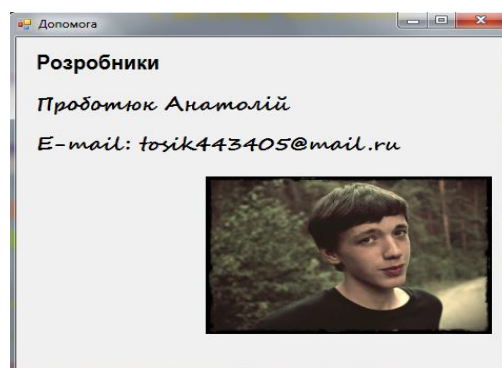 Допомога
Розробники
Проботюк Анатолій
E-mail: tosik443405@mail.ru